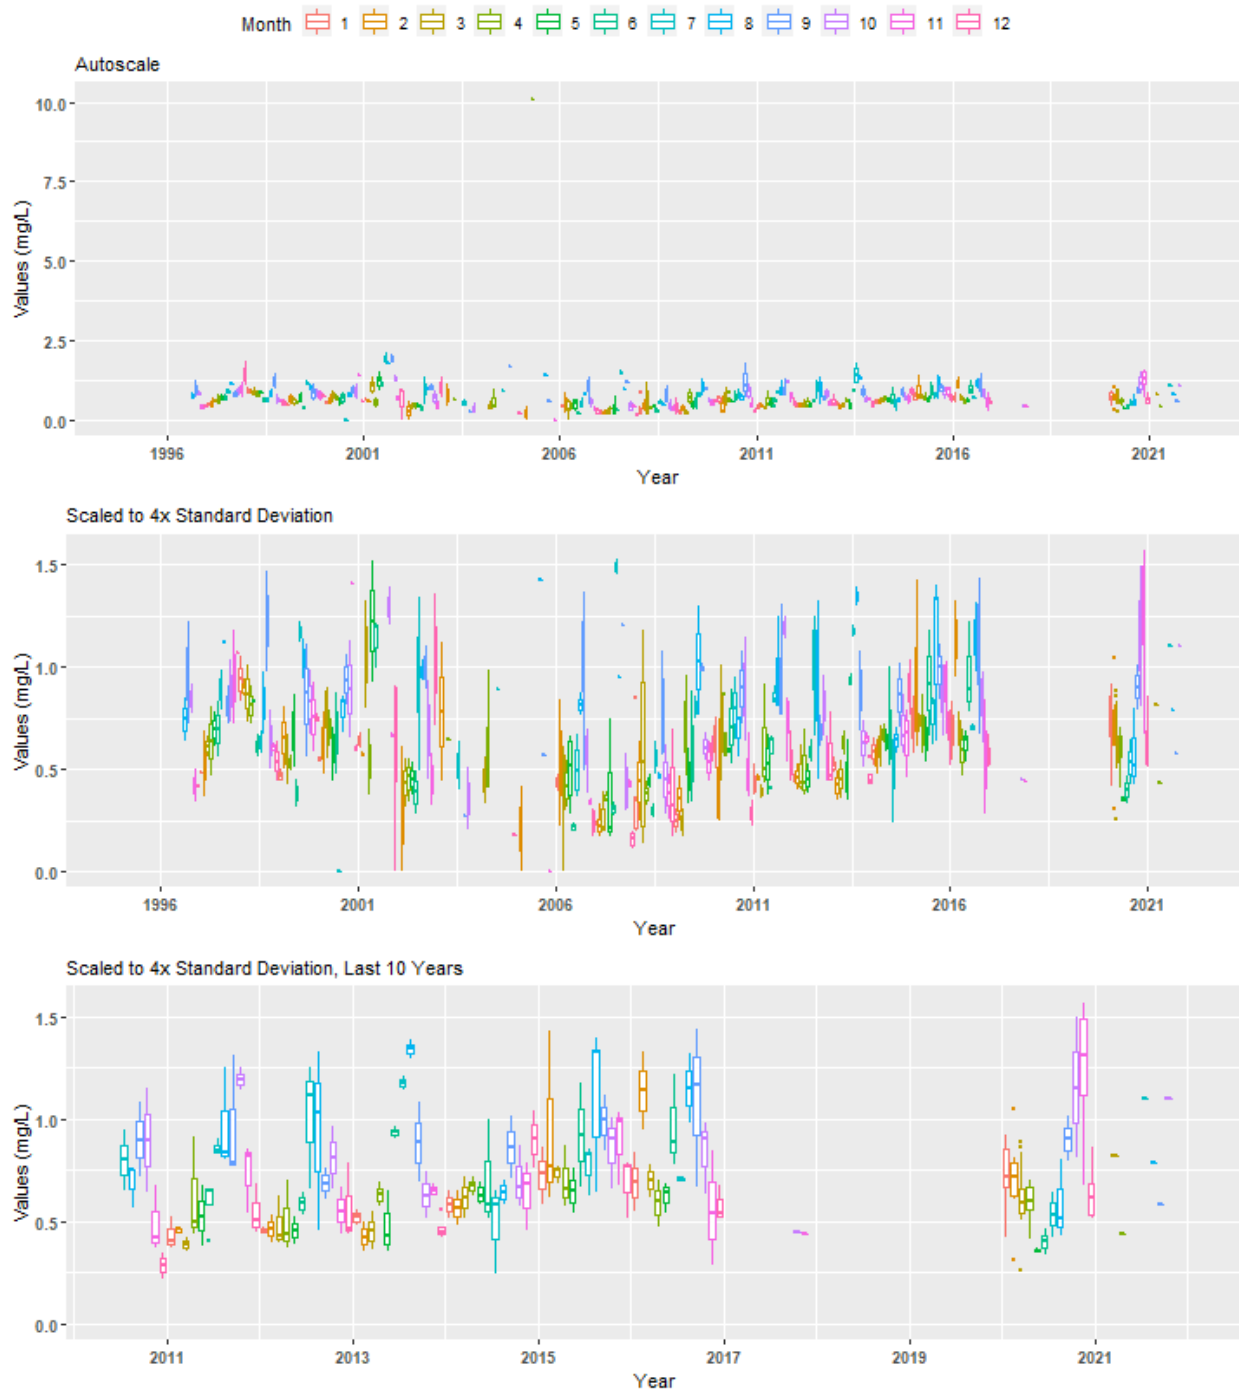 Month 1 2 3 4 5 6 7 8 9 10 11 12
Autoscale
10.0
7.5
5.0
2.5
0.0
Values (mg/L)
1996 2001 2006 2011 2016 2021
Year
Scaled to 4x Standard Deviation
1.5
1.0
0.5
0.0
Values (mg/L)
1996 2001 2006 2011 2016 2021
Year
Scaled to 4x Standard Deviation, Last 10 Years
1.5
1.0
0.5
0.0
Values (mg/L)
2011 2013 2015 2017 2019 2021
Year